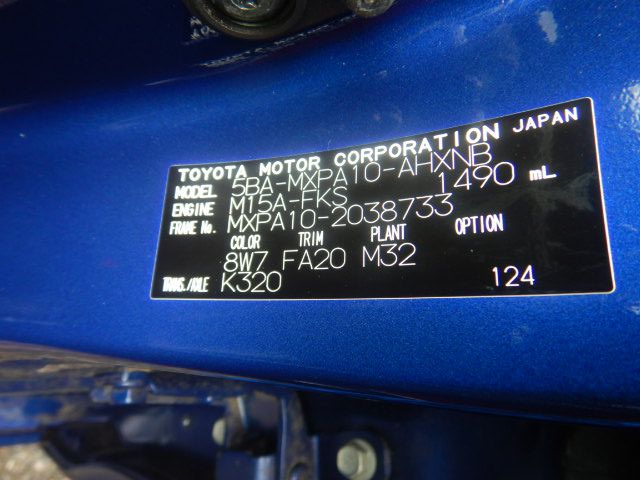 TOYOTA MOTOR CORPORATION JAPAN
MODEL 5BA-MXPA10-AHXNB
ENGINE M15A-FKS 1490 mL
FRAME No. MXPA10-2038733
COLOR TRIM PLANT OPTION
8W7 FA20 M32
TRANS./AXLE K320 124